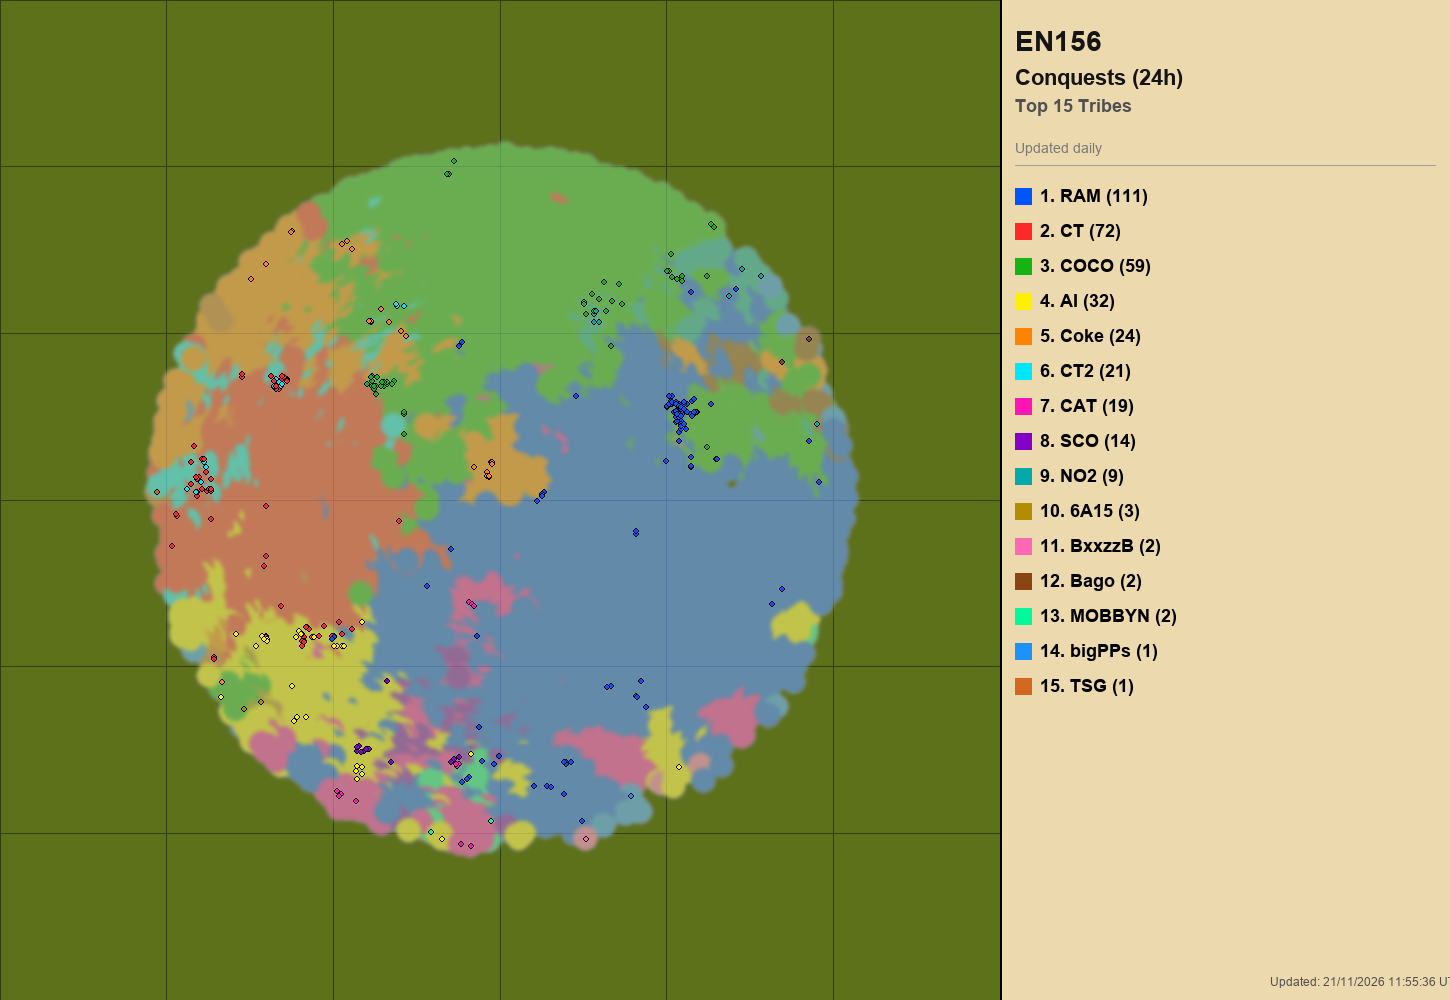 EN156
Conquests (24h)
Top 15 Tribes
Updated daily
1. RAM (111)
2. CT (72)
3. COCO (59)
4. AI (32)
5. Coke (24)
6. CT2 (21)
7. CAT (19)
8. SCO (14)
9. NO2 (9)
10. 6A15 (3)
11. BxxzzB (2)
12. Bago (2)
13. MOBBYN (2)
14. bigPPs (1)
15. TSG (1)
Updated: 21/11/2026 11:55:36 U